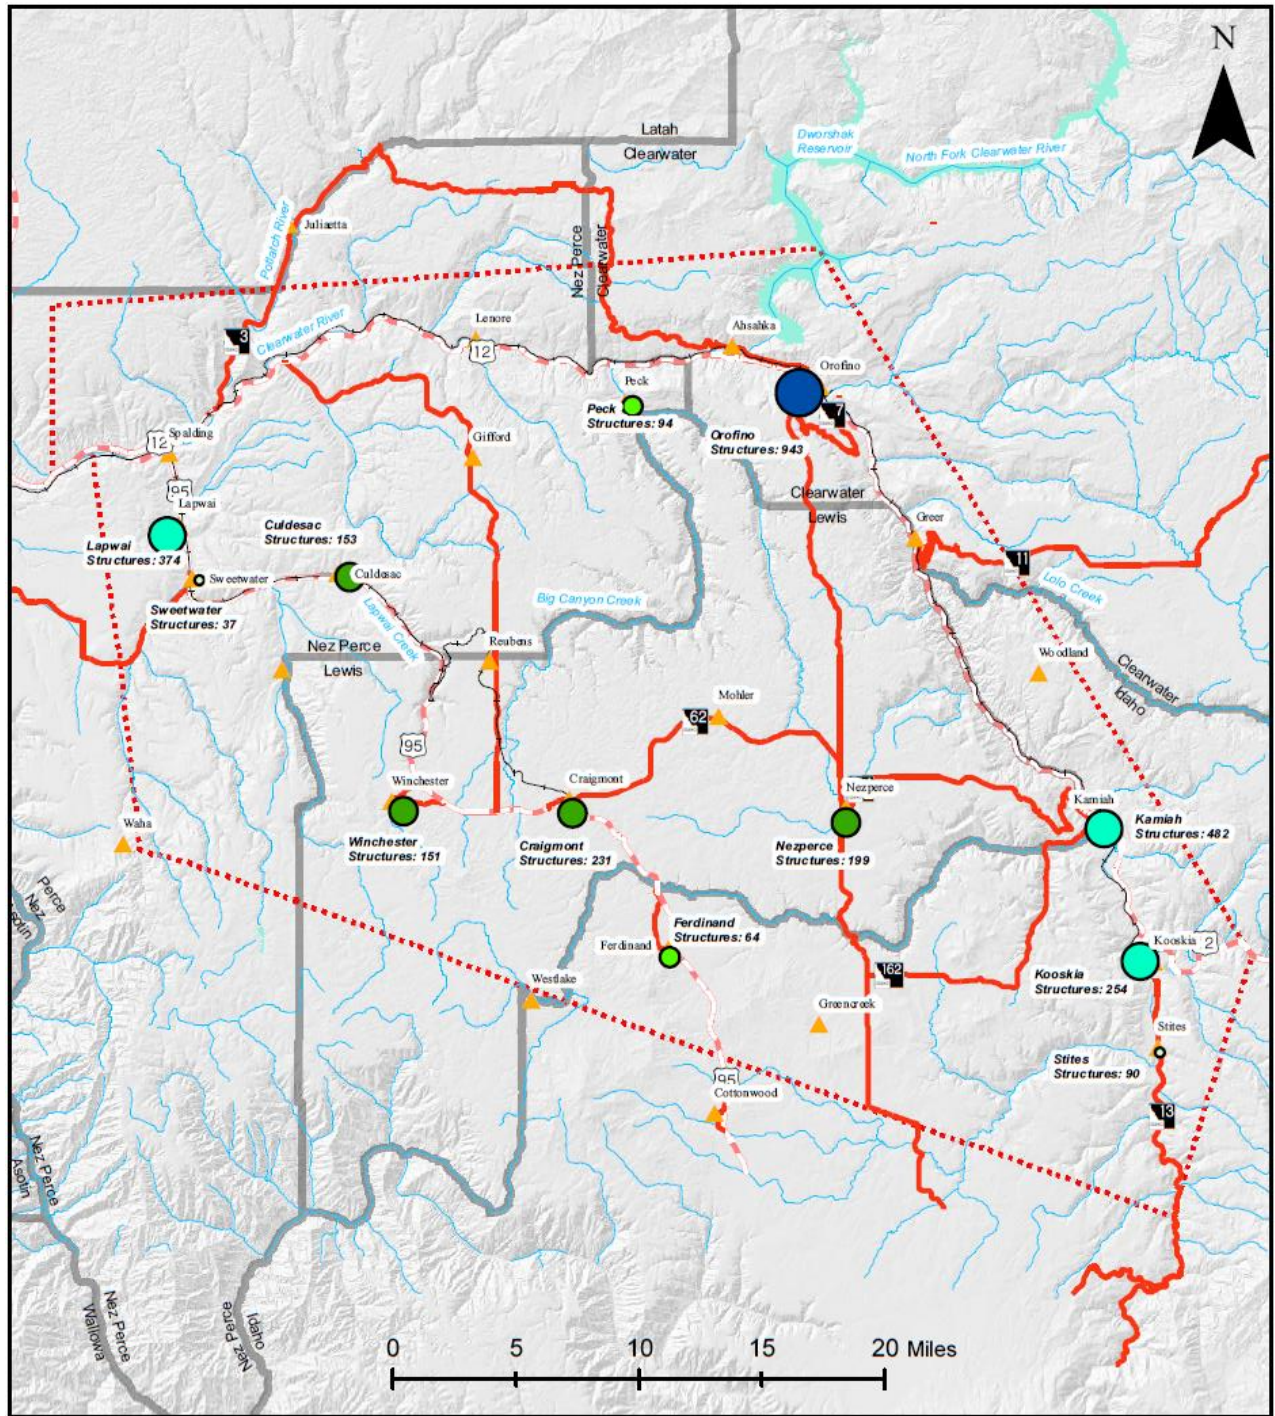 N
Latah
Clearwater
Dworshak
Reservoir
North Fork Clearwater River
Potlatch River
Juliaetta
Nez Perce
Clearwater
3
Clearwater River
Lenore
12
Ahsahka
Orofino
Peck
Peck
Structures: 94
7
Orofino
Structures: 943
12
Spalding
Gifford
95
Lapwai
Clearwater
Lewis
Greer
Lapwai
Structures: 374
Culdesac
Structures: 153
Culdesac
Sweetwater
11
Lolo Creek
Sweetwater
Structures: 37
Lapwai Creek
Big Canyon Creek
Nez Perce
Lewis
Reubens
Woodland
Clearwater
Idaho
Mohler
62
95
Winchester
Craigmont
Nezperce
Kamiah
Kamiah
Structures: 482
Waha
Winchester
Structures: 151
Craigmont
Structures: 231
Nezperce
Structures: 199
Nez Perce
Asotin
Ferdinand
Structures: 64
Ferdinand
Kooskia
2
162
Kooskia
Structures: 254
Westlake
Greencreek
Stites
Stites
Structures: 90
95
Cottonwood
13
Nez Perce
Asotin
Nez Perce
Wallowa
Idaho
Nez Perce
0 5 10 15 20 Miles